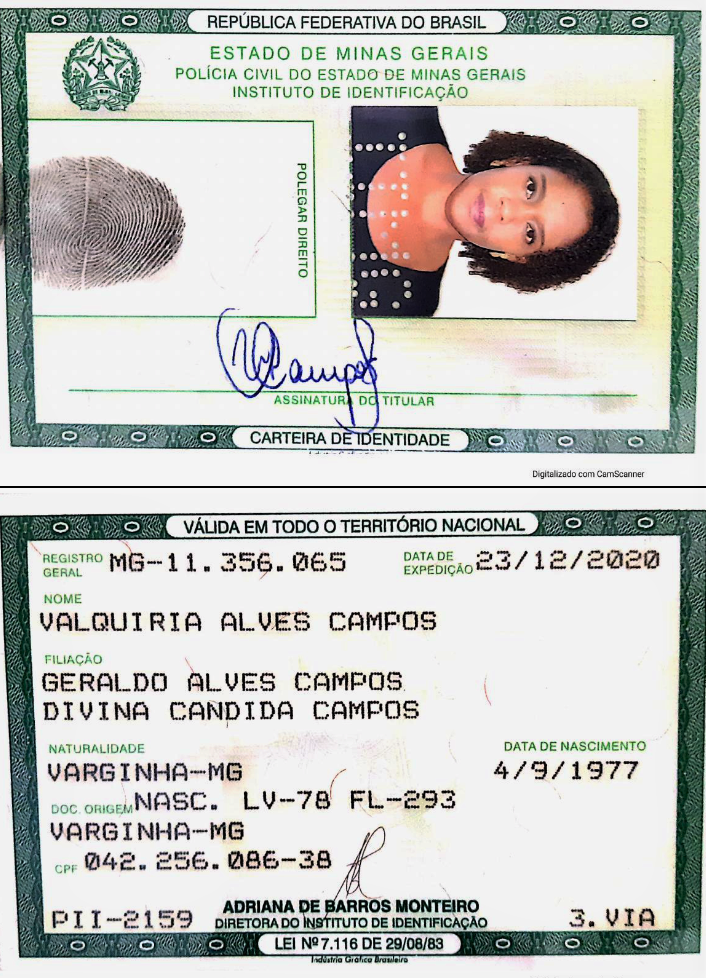 REPÚBLICA FEDERATIVA DO BRASIL
ESTADO DE MINAS GERAIS
POLÍCIA CIVIL DO ESTADO DE MINAS GERAIS
INSTITUTO DE IDENTIFICAÇÃO
POLEGAR DIREITO
ASSINATURA DO TITULAR
CARTEIRA DE IDENTIDADE
Digitalizado com CamScanner
VÁLIDA EM TODO O TERRITÓRIO NACIONAL
REGISTRO GERAL MG-11.356.065 DATA DE EXPEDIÇÃO 23/12/2020
NOME
VALQUIRIA ALVES CAMPOS
FILIAÇÃO
GERALDO ALVES CAMPOS
DIVINA CANDIDA CAMPOS
NATURALIDADE DATA DE NASCIMENTO
VARGINHA-MG 4/9/1977
DOC. ORIGEM NASC. LV-78 FL-293
VARGINHA-MG
CPF 042.256.086-38
ADRIANA DE BARROS MONTEIRO
PII-2159 DIRETORA DO INSTITUTO DE IDENTIFICAÇÃO 3.VIA
LEI Nº 7.116 DE 29/08/83
Indústria Gráfica Brasileira